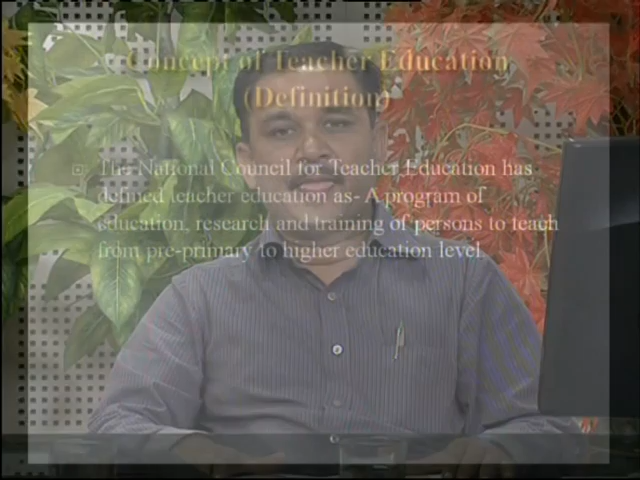 Concept of Teacher Education
(Definition)
The National Council for Teacher Education has
defined teacher education as- A program of
education, research and training of persons to teach
from pre-primary to higher education level